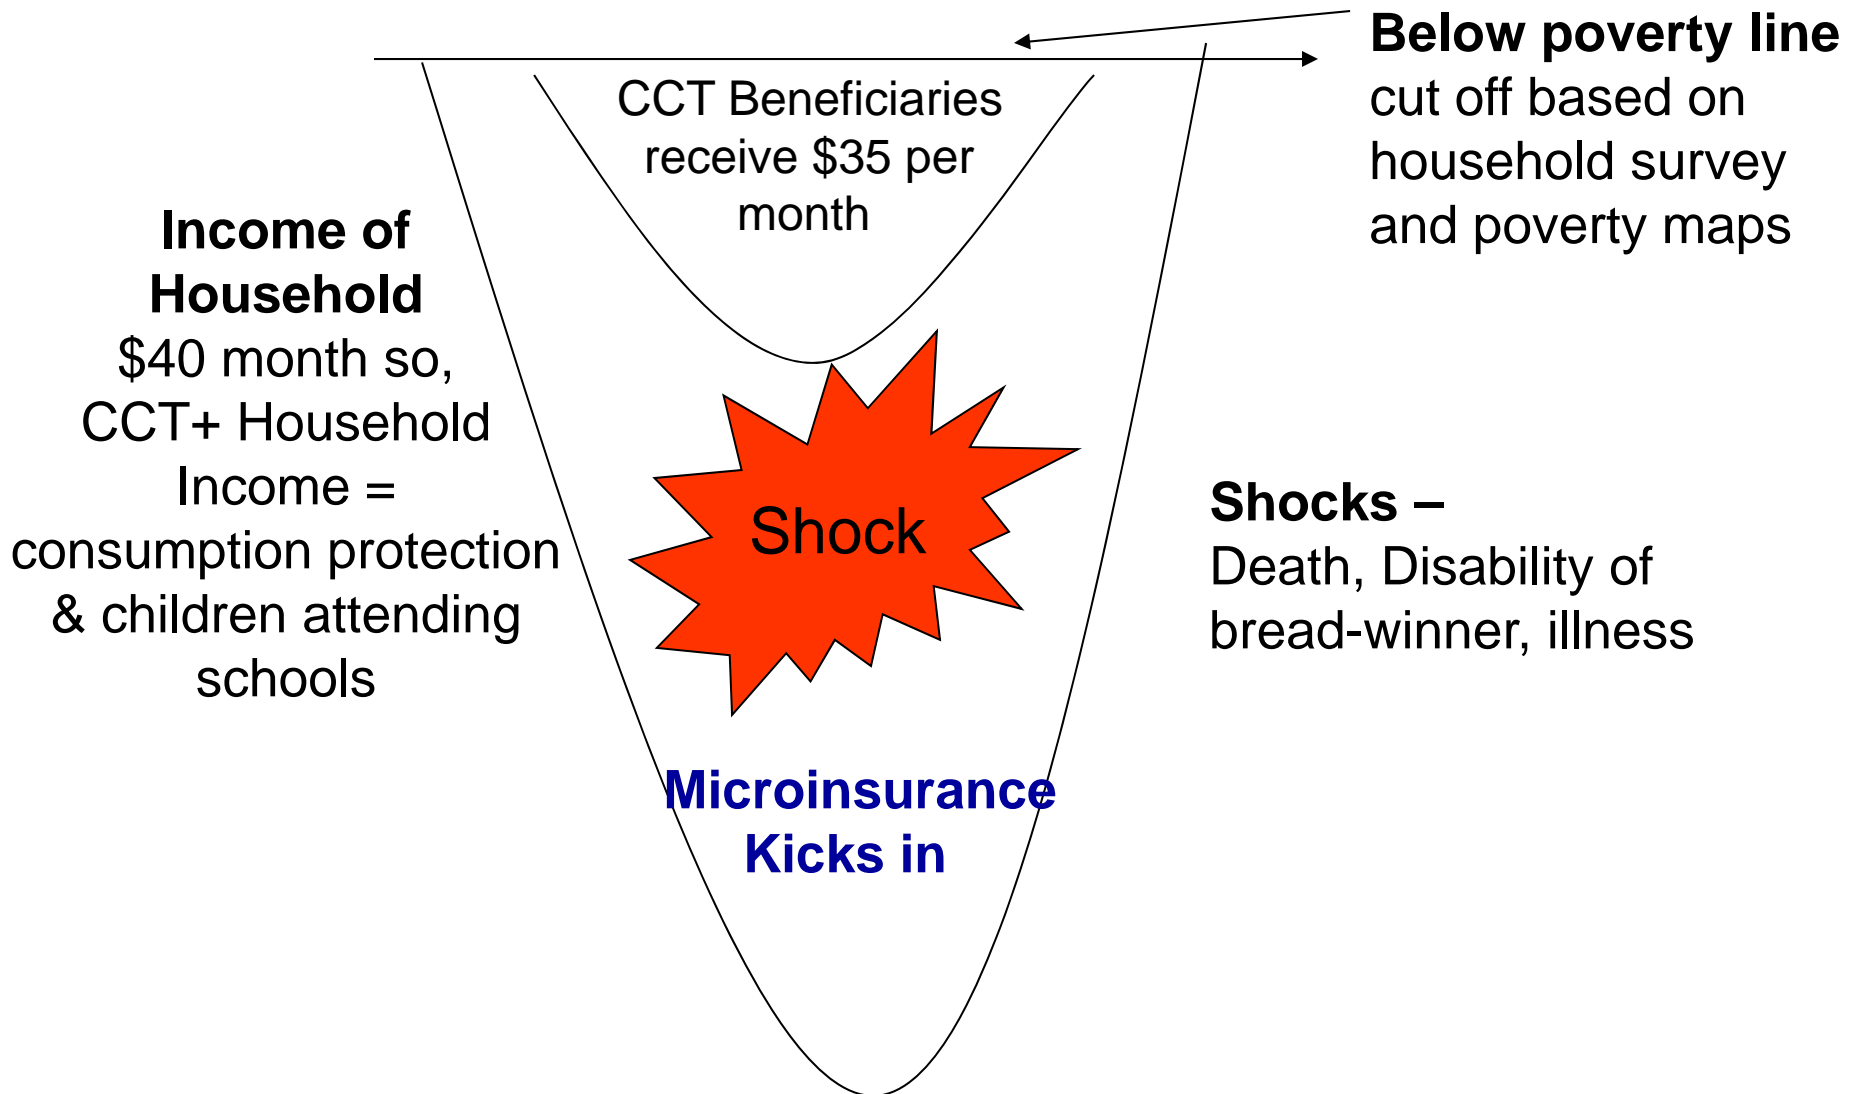 Below poverty line
cut off based on
household survey
and poverty maps
CCT Beneficiaries
receive $35 per
month
Income of
Household
$40 month so,
CCT+ Household
Income =
consumption protection
& children attending
schools
Shock
Shocks –
Death, Disability of
bread-winner, illness
Microinsurance
Kicks in